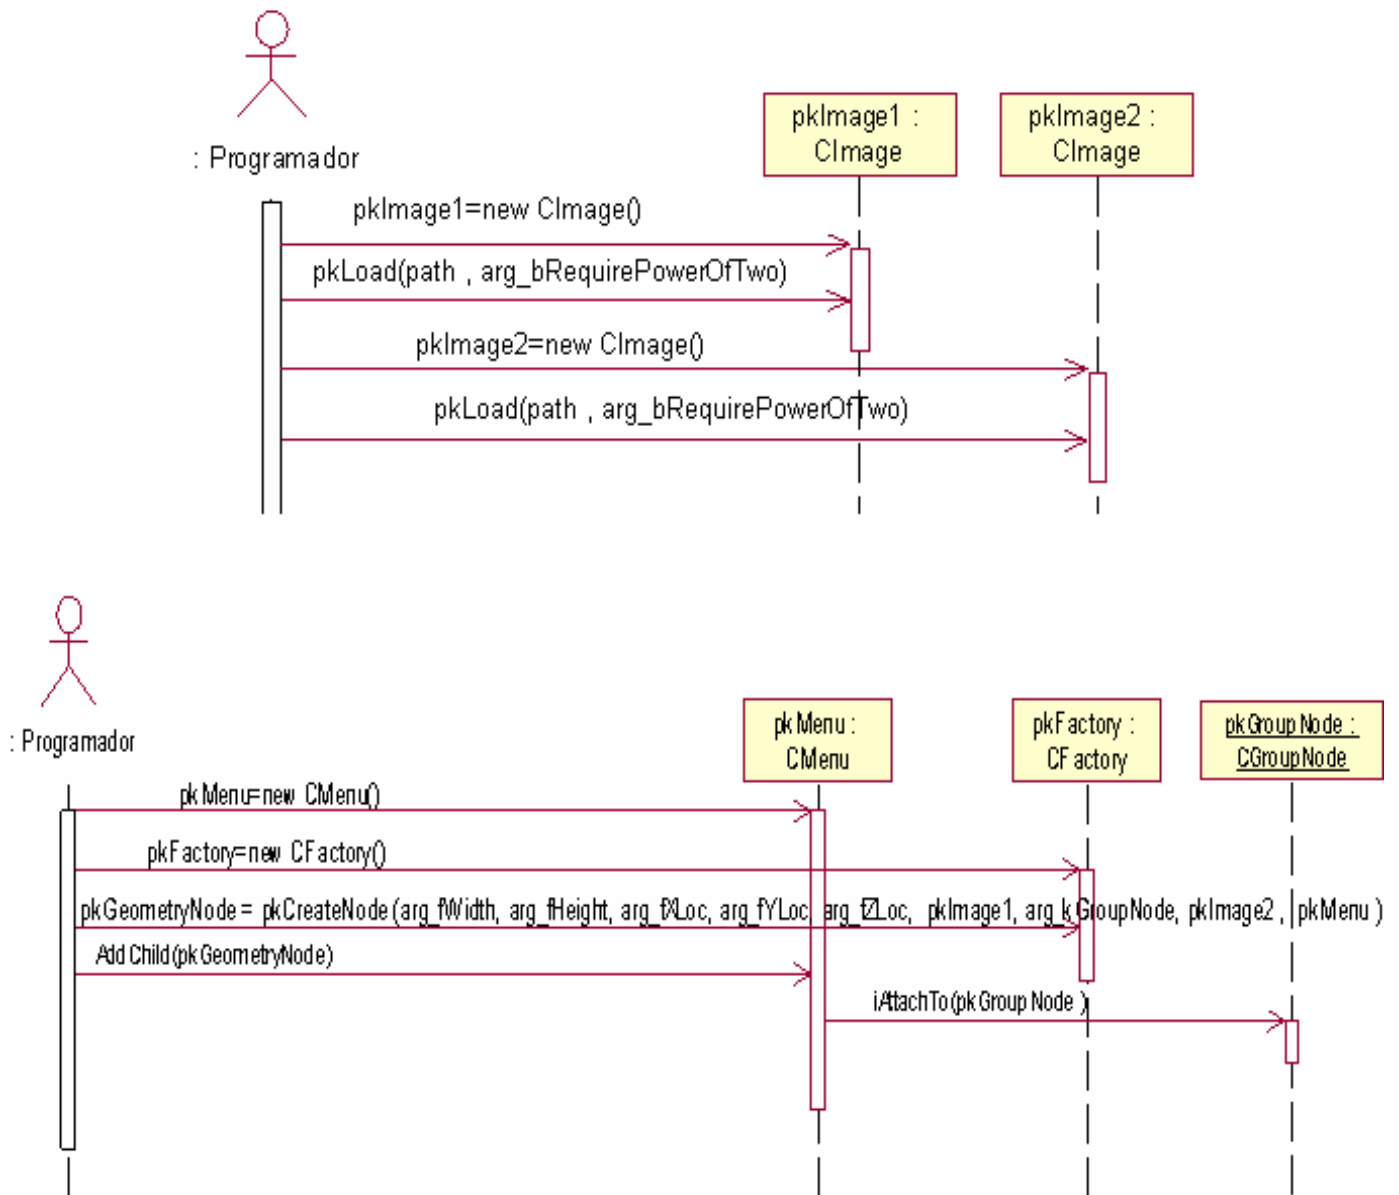 pkImage1 :
CImage
pkImage2 :
CImage
: Programador
pkImage1=new CImage()
pkLoad(path , arg_bRequirePowerOfTwo)
pkImage2=new CImage()
pkLoad(path , arg_bRequirePowerOfTwo)
: Programador
pkMenu :
CMenu
pkFactory :
CFactory
pkGroupNode :
CGroupNode
pkMenu=new CMenu()
pkFactory=new CFactory()
pkGeometryNode = pkCreateNode(arg_fWidth, arg_fHeight, arg_fXLoc, arg_fYLoc, arg_fZLoc, pkImage1, arg_kGroupNode, pkImage2 , pkMenu )
AddChild(pkGeometryNode)
iAttachTo(pkGroupNode )